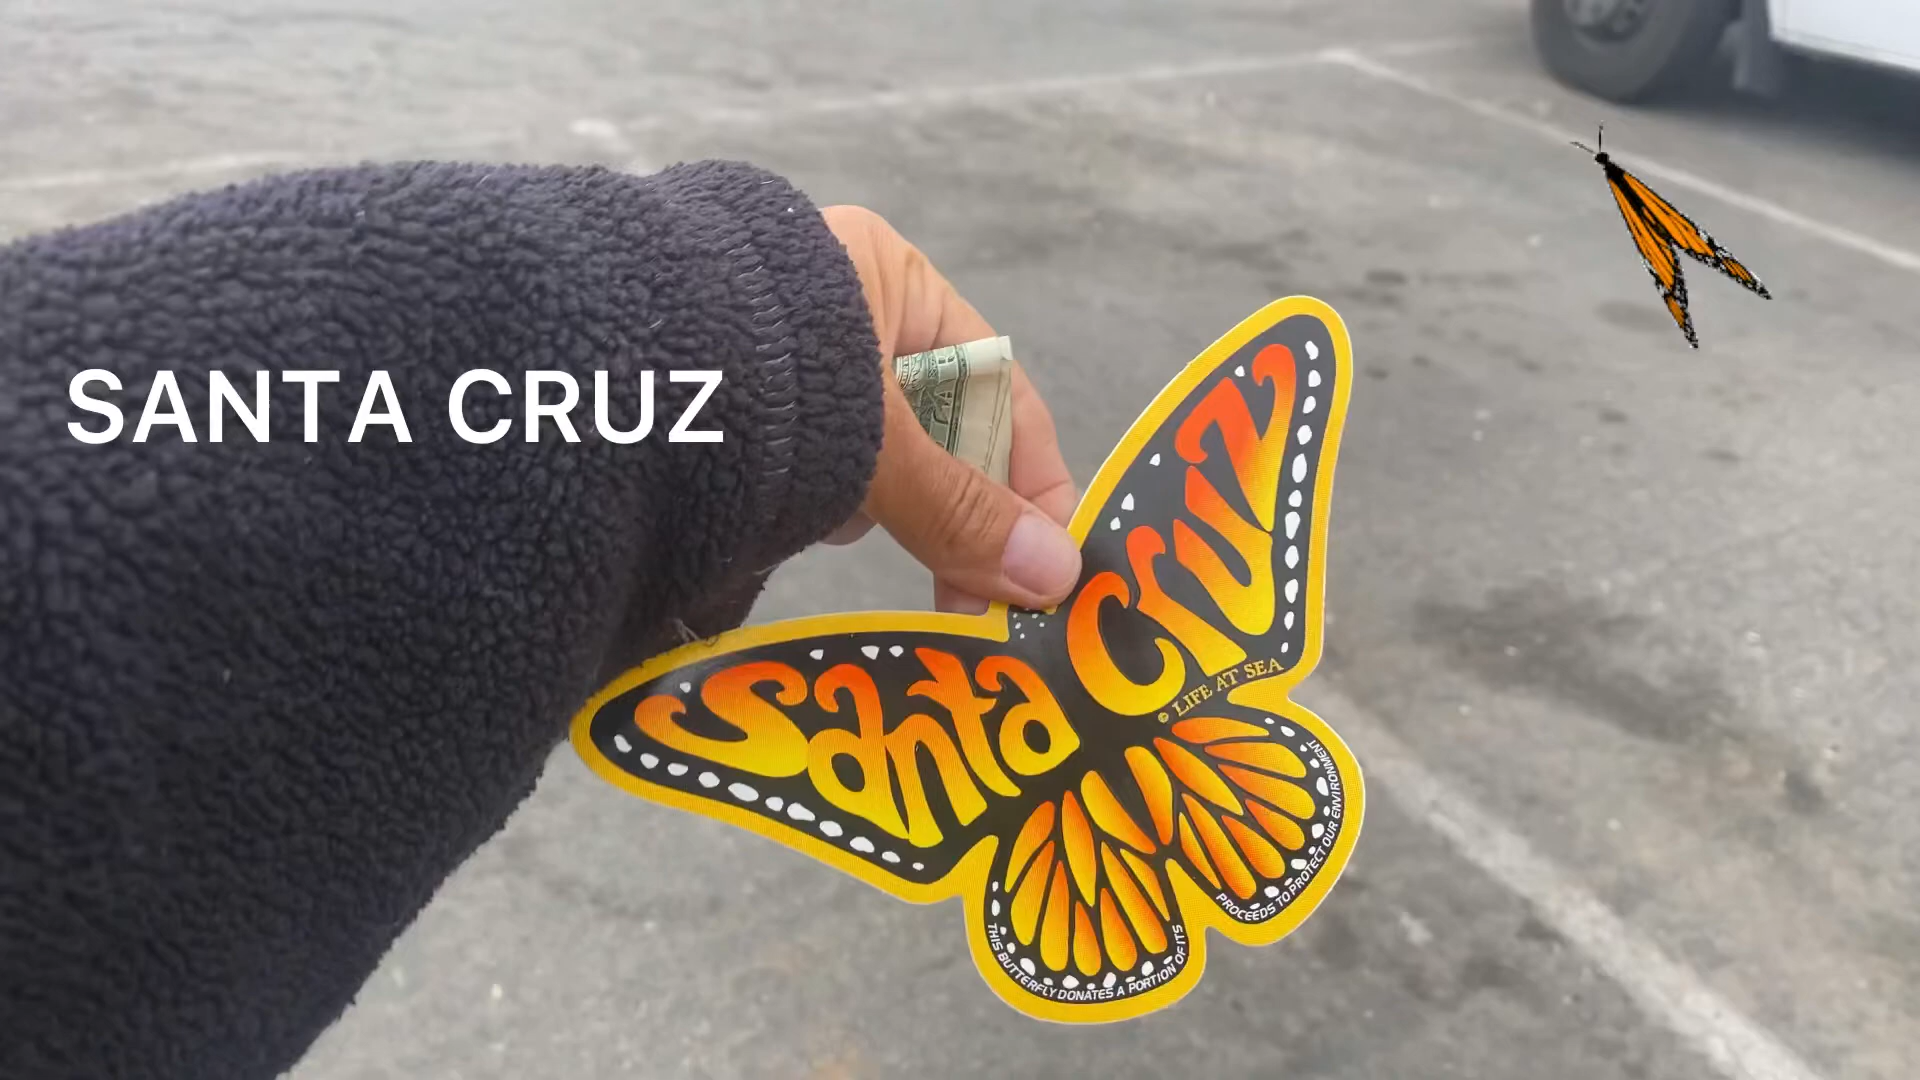 SANTA CRUZ
Santa Cruz
© LIFE AT SEA
THIS BUTTERFLY DONATES A PORTION OF ITS
PROCEEDS TO PROTECT OUR ENVIRONMENT